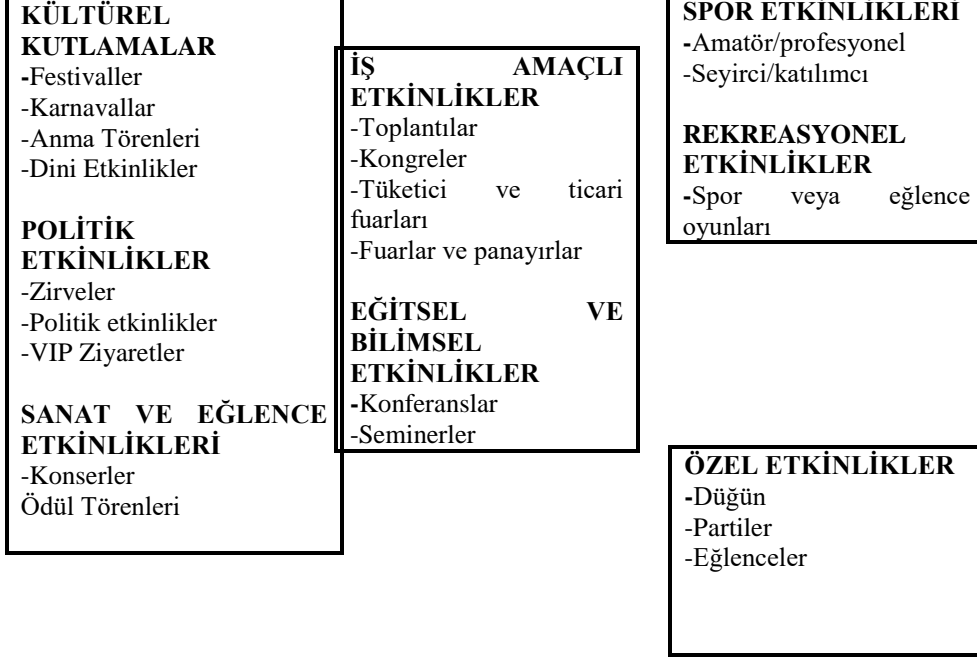 KÜLTÜREL
KUTLAMALAR
-Festivaller
-Karnavallar
-Anma Törenleri
-Dini Etkinlikler
POLİTİK
ETKİNLİKLER
-Zirveler
-Politik etkinlikler
-VIP Ziyaretler
SANAT VE EĞLENCE
ETKİNLİKLERİ
-Konserler
Ödül Törenleri
İŞ AMAÇLI
ETKİNLİKLER
-Toplantılar
-Kongreler
-Tüketici ve ticari
fuarları
-Fuarlar ve panayırlar
EĞİTSEL VE
BİLİMSEL
ETKİNLİKLER
-Konferanslar
-Seminerler
SPOR ETKİNLİKLERİ
-Amatör/profesyonel
-Seyirci/katılımcı
REKREASYONEL
ETKİNLİKLER
-Spor veya eğlence
oyunları
ÖZEL ETKİNLİKLER
-Düğün
-Partiler
-Eğlenceler